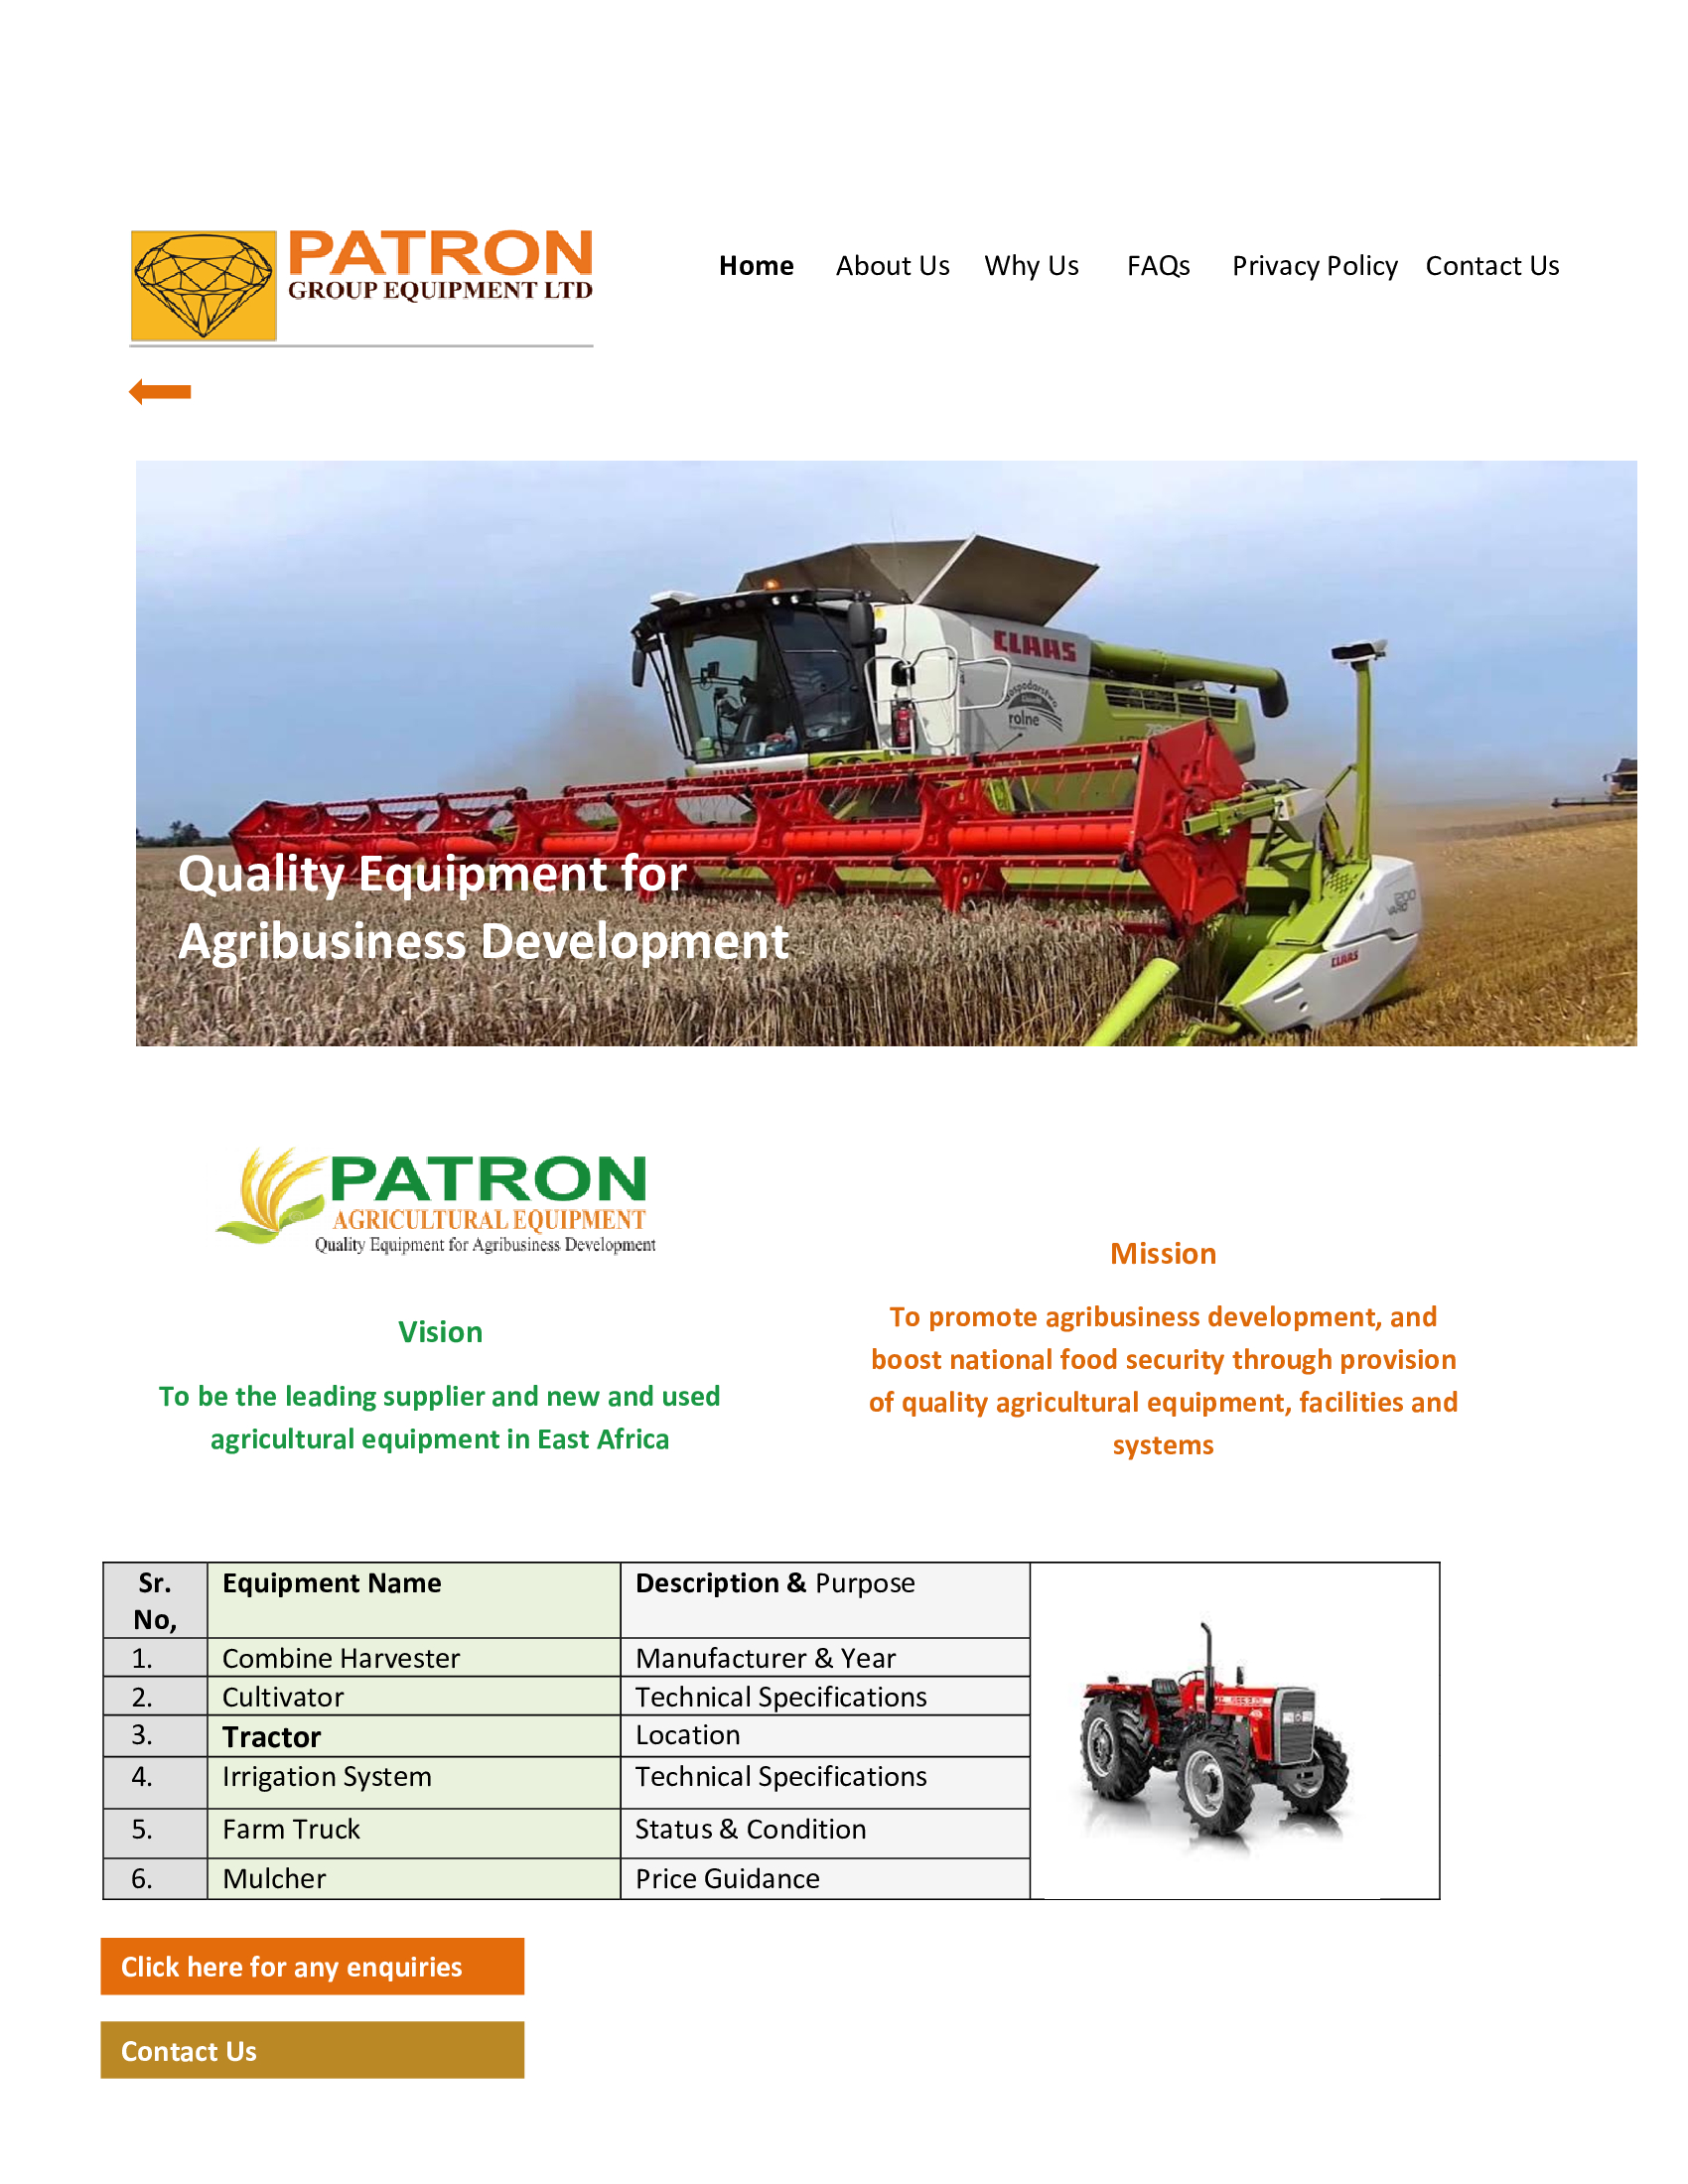 PATRON
GROUP EQUIPMENT LTD
Home About Us Why Us FAQs Privacy Policy Contact Us
CLAAS
rolne
CLAAS
Quality Equipment for
Agribusiness Development
1200
VARIO
CLAAS
PATRON
AGRICULTURAL EQUIPMENT
Quality Equipment for Agribusiness Development
Vision
To be the leading supplier and new and used
agricultural equipment in East Africa
Mission
To promote agribusiness development, and
boost national food security through provision
of quality agricultural equipment, facilities and
systems
Sr. No, Equipment Name Description & Purpose
1. Combine Harvester Manufacturer & Year
2. Cultivator Technical Specifications
3. Tractor Location
4. Irrigation System Technical Specifications
5. Farm Truck Status & Condition
6. Mulcher Price Guidance
Click here for any enquiries
Contact Us